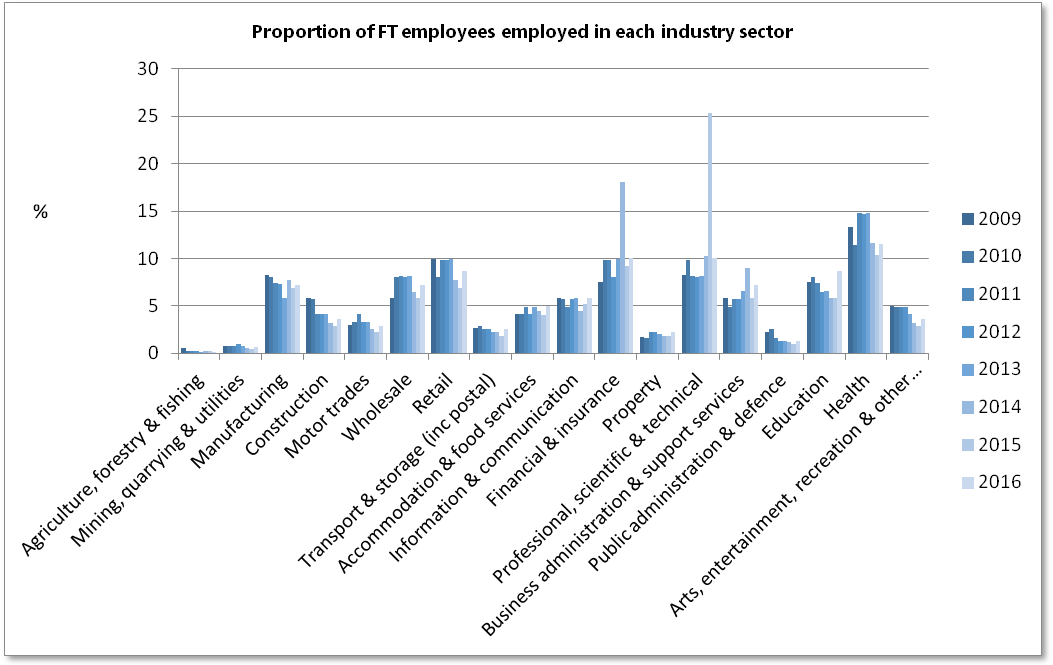 Proportion of FT employees employed in each industry sector
30
25
20
15
10
5
0
%
Agriculture, forestry & fishing
Mining, quarrying & utilities
Manufacturing
Construction
Motor trades
Wholesale
Retail
Transport & storage (inc postal)
Accommodation & food services
Information & communication
Financial & insurance
Property
Professional, scientific & technical
Business administration & support services
Public administration & defence
Education
Health
Arts, entertainment, recreation & other...
2009
2010
2011
2012
2013
2014
2015
2016